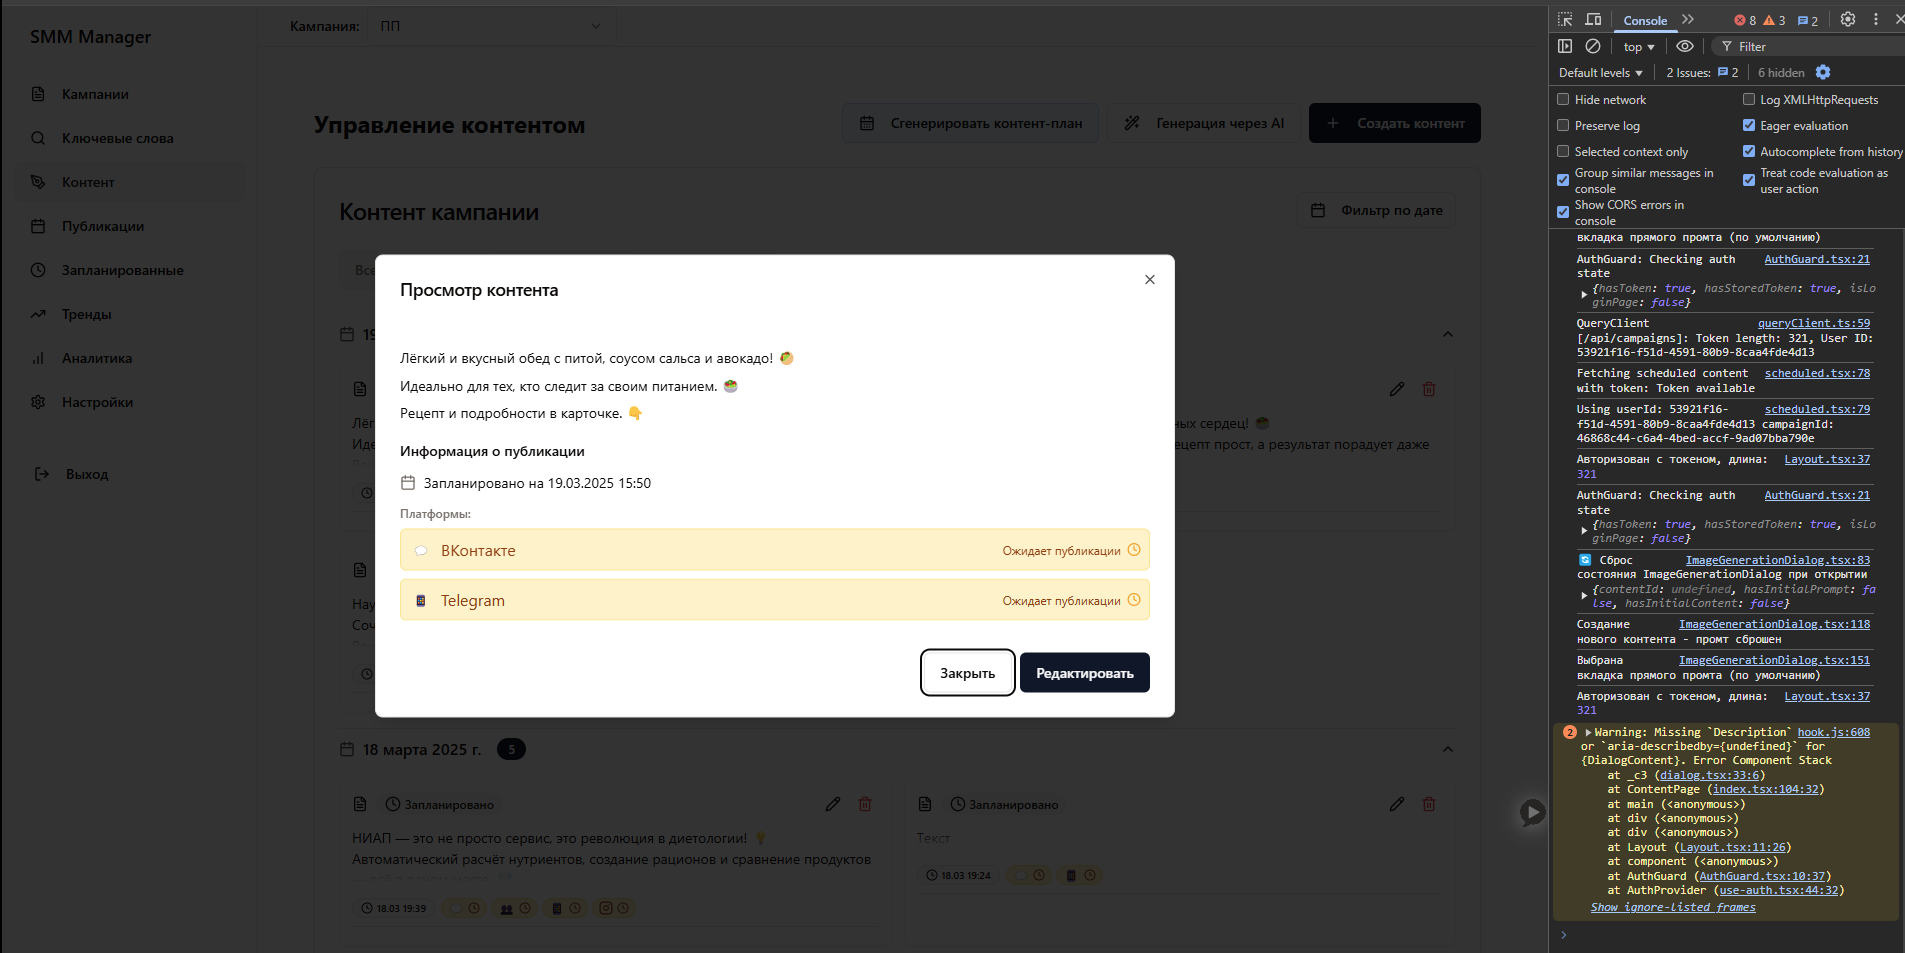 SMM Manager
Кампании
Ключевые слова
Контент
Публикации
Запланированные
Тренды
Аналитика
Настройки
Выход
Кампания: ПП
Управление контентом
Сгенерировать контент-план
Генерация через AI
+ Создать контент
Контент кампании
Фильтр по дате
Все
19
Просмотр контента
Лёгкий и вкусный обед с питой, соусом сальса и авокадо! 🥙
Идеально для тех, кто следит за своим питанием. 🥗
Рецепт и подробности в карточке. 👇
Информация о публикации
Запланировано на 19.03.2025 15:50
Платформы:
ВКонтакте Ожидает публикации
Telegram Ожидает публикации
Закрыть Редактировать
Лёг
Иде
ных сердец!
ецепт прост, а результат порадует даже
Нау
Соч
18 марта 2025 г. 5
Запланировано
НИАП — это не просто сервис, это революция в диетологии!
Автоматический расчёт нутриентов, создание рационов и сравнение продуктов
18.03 19:39
Запланировано
Текст
18.03 19:24
Console 8 3 2
top Filter
Default levels 2 Issues: 2 6 hidden
Hide network
Log XMLHttpRequests
Preserve log
Eager evaluation
Selected context only
Autocomplete from history
Group similar messages in
console
Treat code evaluation as
user action
Show CORS errors in
console
вкладка прямого промта (по умолчанию)
AuthGuard: Checking auth AuthGuard.tsx:21
state
{hasToken: true, hasStoredToken: true, isLo
ginPage: false}
QueryClient queryClient.ts:59
[/api/campaigns]: Token length: 321, User ID:
53921f16-f51d-4591-80b9-8caa4fde4d13
Fetching scheduled content scheduled.tsx:78
with token: Token available
Using userId: 53921f16- scheduled.tsx:79
f51d-4591-80b9-8caa4fde4d13 campaignId:
46868c44-c6a4-4bed-accf-9ad07bba790e
Авторизован с токеном, длина: Layout.tsx:37
321
AuthGuard: Checking auth AuthGuard.tsx:21
state
{hasToken: true, hasStoredToken: true, isLo
ginPage: false}
🔄 Сброс ImageGenerationDialog.tsx:83
состояния ImageGenerationDialog при открытии
{contentId: undefined, hasInitialPrompt: fa
lse, hasInitialContent: false}
Создание ImageGenerationDialog.tsx:118
нового контента - промт сброшен
Выбрана ImageGenerationDialog.tsx:151
вкладка прямого промта (по умолчанию)
Авторизован с токеном, длина: Layout.tsx:37
321
2 Warning: Missing `Description` hook.js:608
or `aria-describedby={undefined}` for
{DialogContent}. Error Component Stack
at _c3 (dialog.tsx:33:6)
at ContentPage (index.tsx:104:32)
at main (<anonymous>)
at div (<anonymous>)
at div (<anonymous>)
at Layout (Layout.tsx:11:26)
at component (<anonymous>)
at AuthGuard (AuthGuard.tsx:10:37)
at AuthProvider (use-auth.tsx:44:32)
Show ignore-listed frames